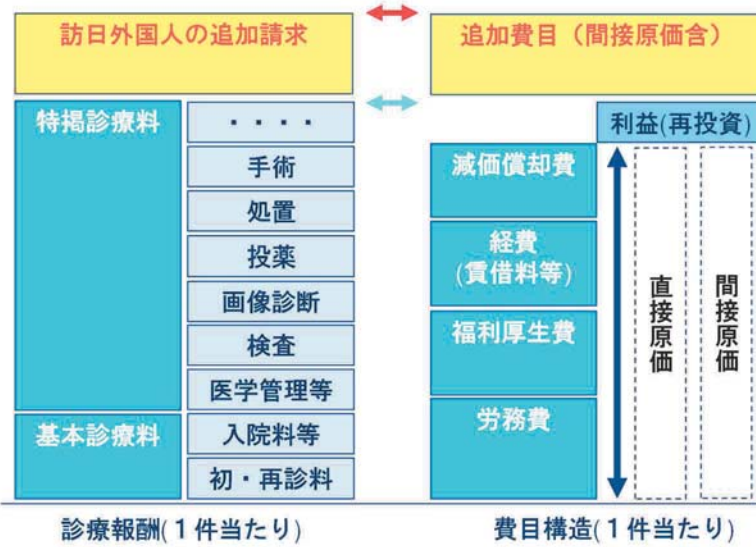 訪日外国人の追加請求
特掲診療料
・・・・
手術
処置
投薬
画像診断
検査
医学管理等
基本診療料
入院料等
初・再診料
診療報酬(1件当たり)
追加費目(間接原価含)
利益(再投資)
減価償却費
経費
(賃借料等)
福利厚生費
労務費
直接原価
間接原価
費目構造(1件当たり)